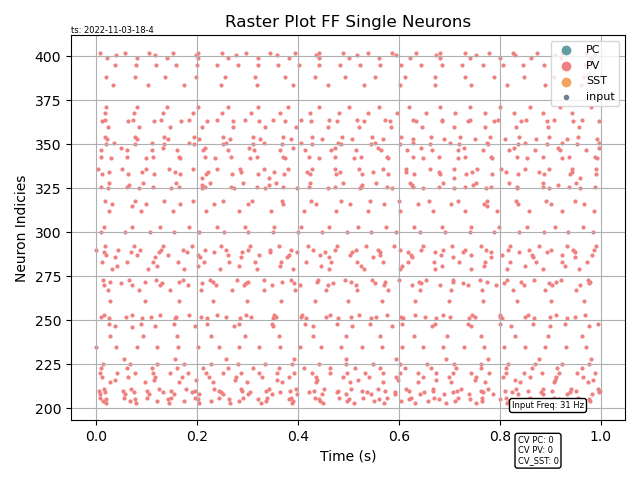 Raster Plot FF Single Neurons
ts: 2022-11-03-18-4
PC
PV
SST
input
400
375
350
325
300
275
250
225
200
Neuron Indicies
Input Freq: 31 Hz
0.0 0.2 0.4 0.6 0.8 1.0
Time (s)
CV PC: 0
CV PV: 0
CV_SST: 0